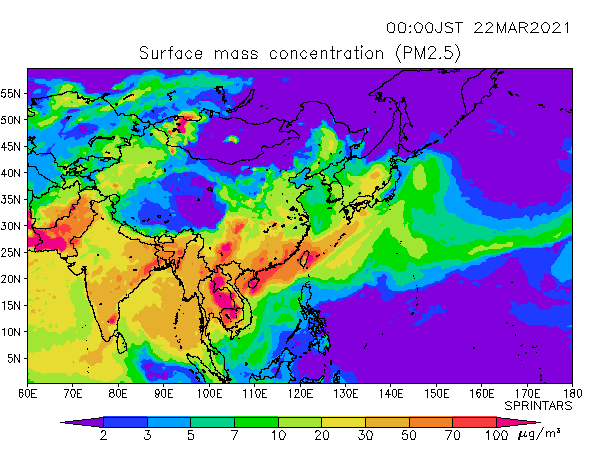 00:00JST 22MAR2021
Surface mass concentration (PM2.5)
55N
50N
45N
40N
35N
30N
25N
20N
15N
10N
5N
60E 70E 80E 90E 100E 110E 120E 130E 140E 150E 160E 170E 180
SPRINTARS
2 3 5 7 10 20 30 50 70 100 μg/m³